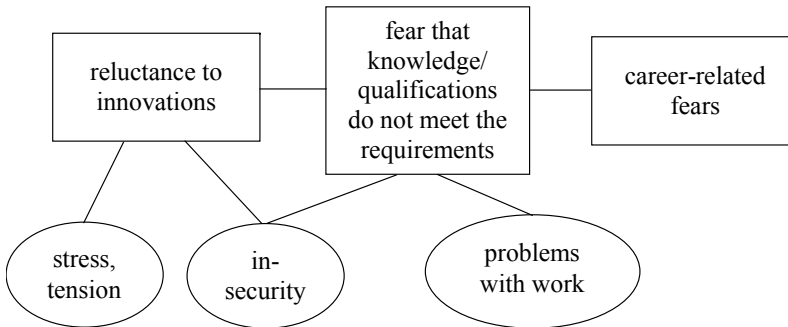 reluctance to
innovations
fear that
knowledge/
qualifications
do not meet the
requirements
career-related
fears
stress,
tension
in-
security
problems
with work